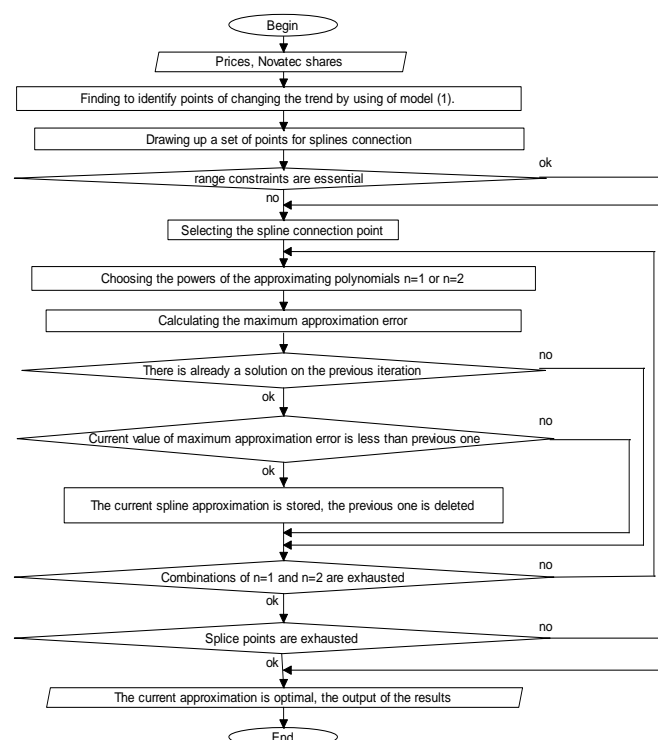 Begin
Prices, Novatec shares
Finding to identify points of changing the trend by using of model (1).
Drawing up a set of points for splines connection
ok
range constraints are essential
no
Selecting the spline connection point
Choosing the powers of the approximating polynomials n=1 or n=2
Calculating the maximum approximation error
no
There is already a solution on the previous iteration
ok
no
Current value of maximum approximation error is less than previous one
ok
The current spline approximation is stored, the previous one is deleted
no
Combinations of n=1 and n=2 are exhausted
ok
no
Splice points are exhausted
ok
The current approximation is optimal, the output of the results
End